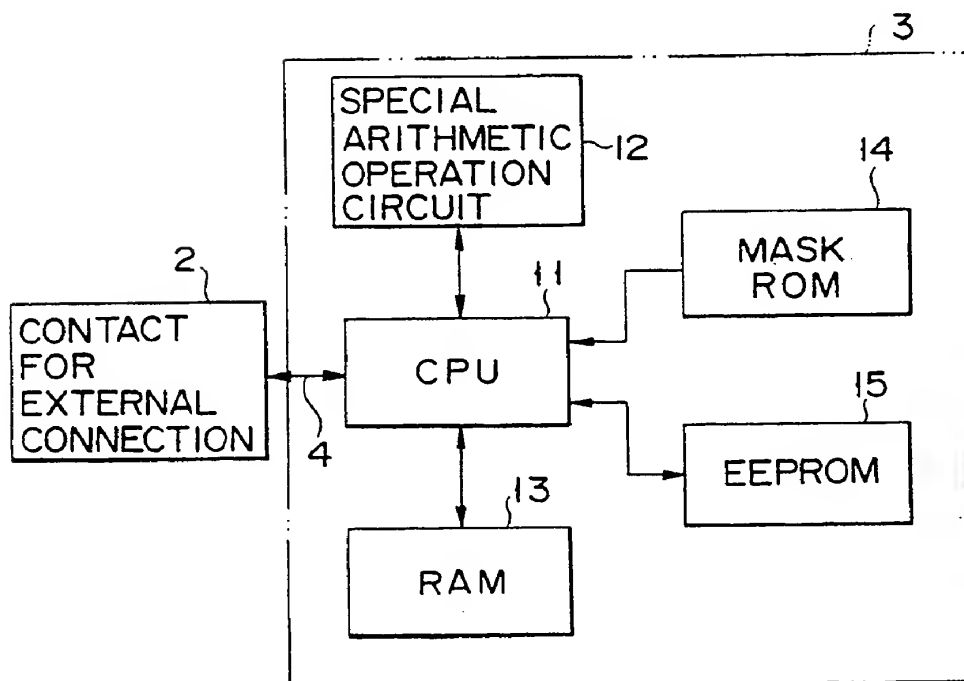 3
SPECIAL
ARITHMETIC
OPERATION
CIRCUIT
12
14
MASK
ROM
2
CONTACT
FOR
EXTERNAL
CONNECTION
4
11
CPU
15
EEPROM
13
RAM